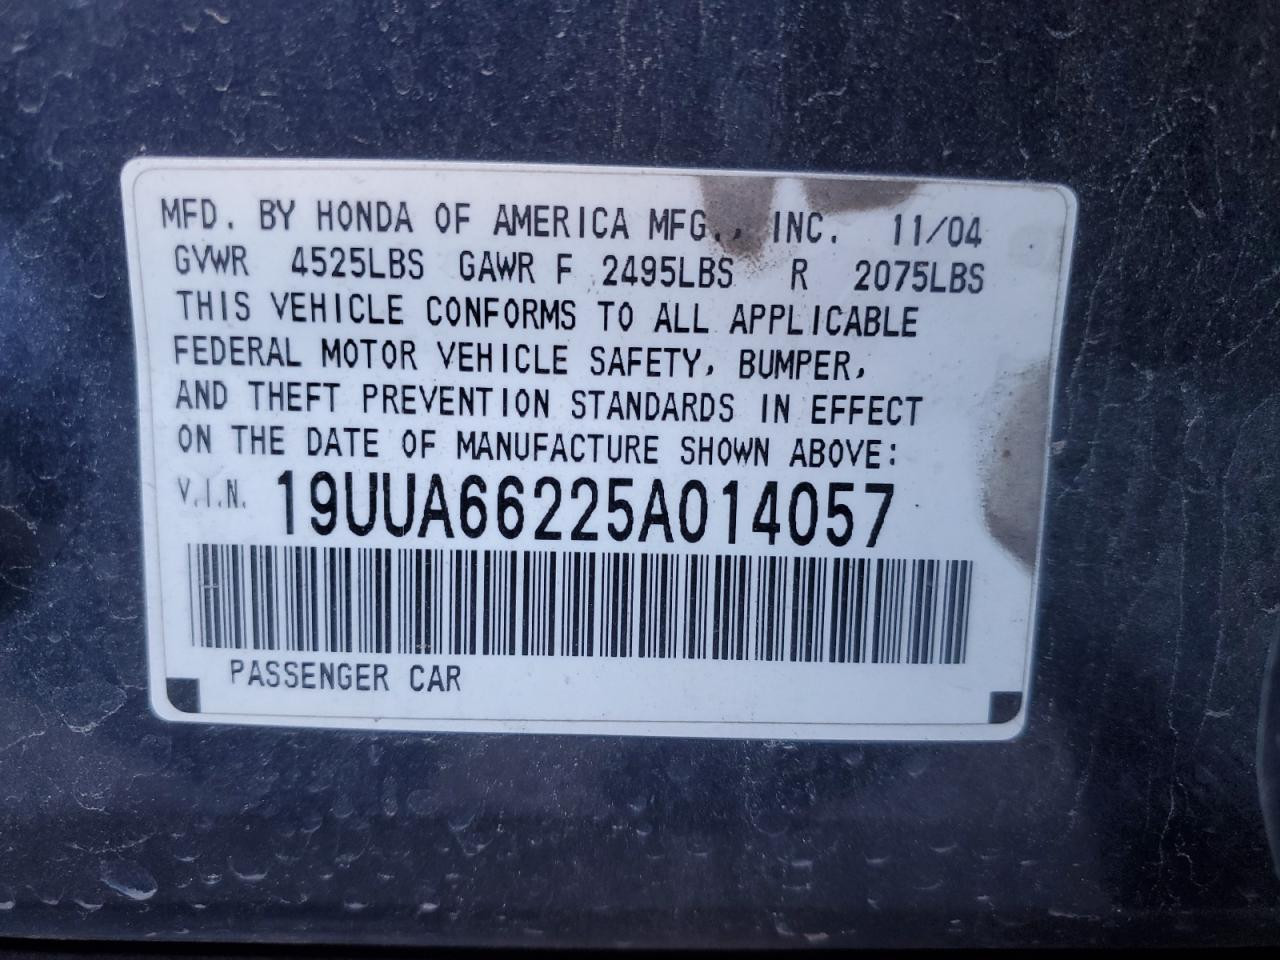 MFD. BY HONDA OF AMERICA MFG., INC. 11/04
GVWR 4525LBS GAWR F 2495LBS R 2075LBS
THIS VEHICLE CONFORMS TO ALL APPLICABLE
FEDERAL MOTOR VEHICLE SAFETY, BUMPER,
AND THEFT PREVENTION STANDARDS IN EFFECT
ON THE DATE OF MANUFACTURE SHOWN ABOVE:
V.I.N. 19UUA66225A014057
PASSENGER CAR